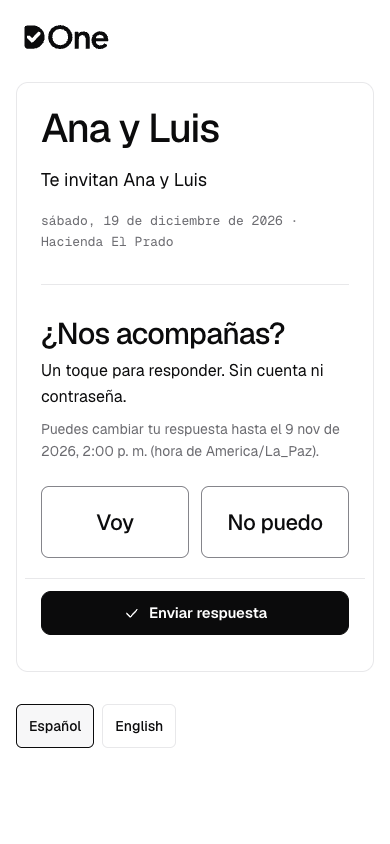 One
Ana y Luis
Te invitan Ana y Luis
sábado, 19 de diciembre de 2026 ·
Hacienda El Prado
¿Nos acompañas?
Un toque para responder. Sin cuenta ni
contraseña.
Puedes cambiar tu respuesta hasta el 9 nov de
2026, 2:00 p. m. (hora de America/La_Paz).
Voy
No puedo
Enviar respuesta
Español
English